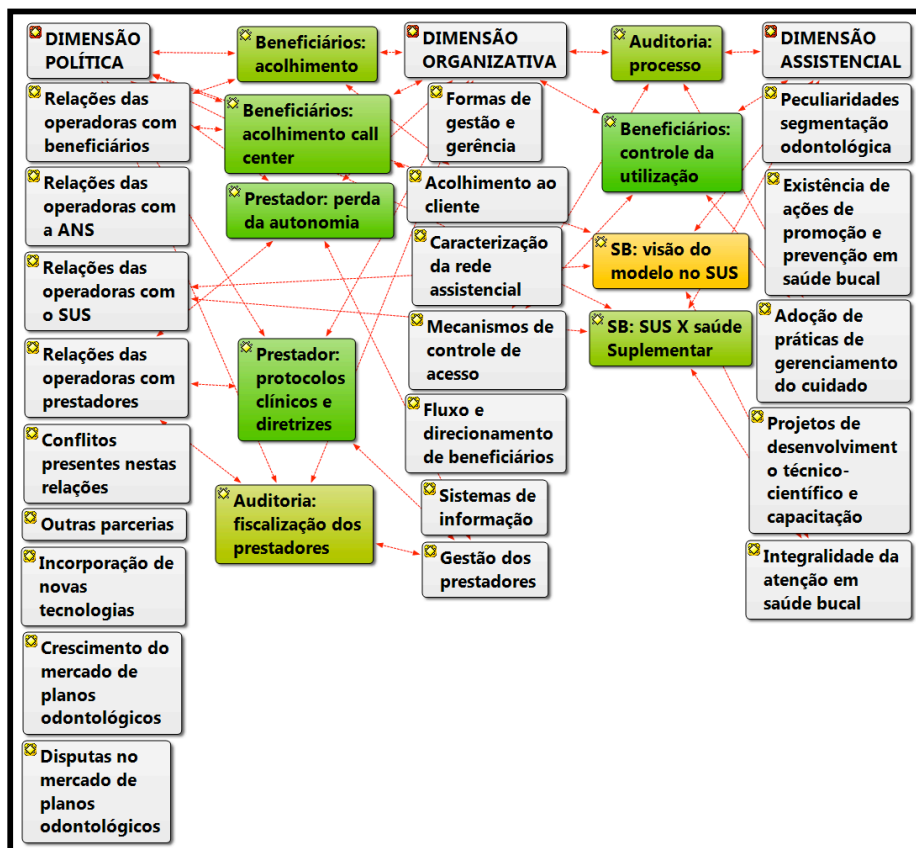 DIMENSÃO
POLÍTICA
Relações das
operadoras com
beneficiários
Relações das
operadoras com
a ANS
Relações das
operadoras com
o SUS
Relações das
operadoras com
prestadores
Conflitos
presentes nestas
relações
Outras parcerias
Incorporação de
novas
tecnologias
Crescimento do
mercado de
planos
odontológicos
Disputas no
mercado de
planos
odontológicos
Beneficiários:
acolhimento
Beneficiários:
acolhimento call
center
Prestador: perda
da autonomia
Prestador:
protocolos
clínicos e
diretrizes
Auditoria:
fiscalização dos
prestadores
DIMENSÃO
ORGANIZATIVA
Formas de
gestão e
gerência
Acolhimento ao
cliente
Caracterização
da rede
assistencial
Mecanismos de
controle de
acesso
Fluxo e
direcionamento
de beneficiários
Sistemas de
informação
Gestão dos
prestadores
Auditoria:
processo
Beneficiários:
controle da
utilização
SB: visão do
modelo no SUS
SB: SUS X saúde
Suplementar
DIMENSÃO
ASSISTENCIAL
Peculiaridades
segmentação
odontológica
Existência de
ações de
promoção e
prevenção em
saúde bucal
Adoção de
práticas de
gerenciamento
do cuidado
Projetos de
desenvolviment
o técnico-
científico e
capacitação
Integralidade da
atenção em
saúde bucal